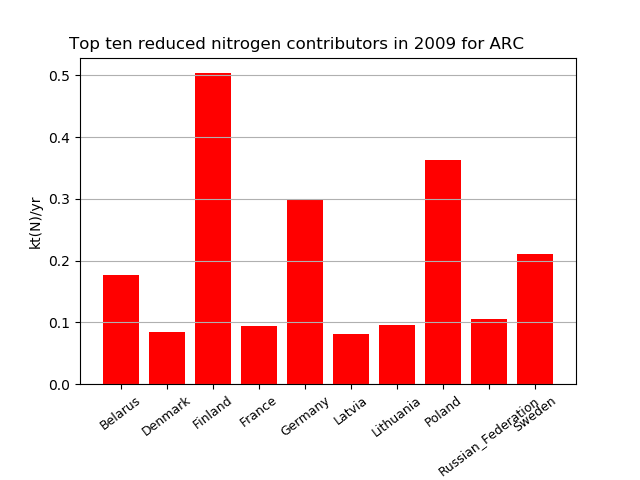 Top ten reduced nitrogen contributors in 2009 for ARC
kt(N)/yr
0.5
0.4
0.3
0.2
0.1
0.0
Belarus
Denmark
Finland
France
Germany
Latvia
Lithuania
Poland
Russian_Federation
Sweden